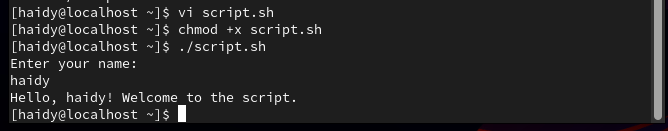 [haidy@localhost ~]$ vi script.sh
[haidy@localhost ~]$ chmod +x script.sh
[haidy@localhost ~]$ ./script.sh
Enter your name:
haidy
Hello, haidy! Welcome to the script.
[haidy@localhost ~]$